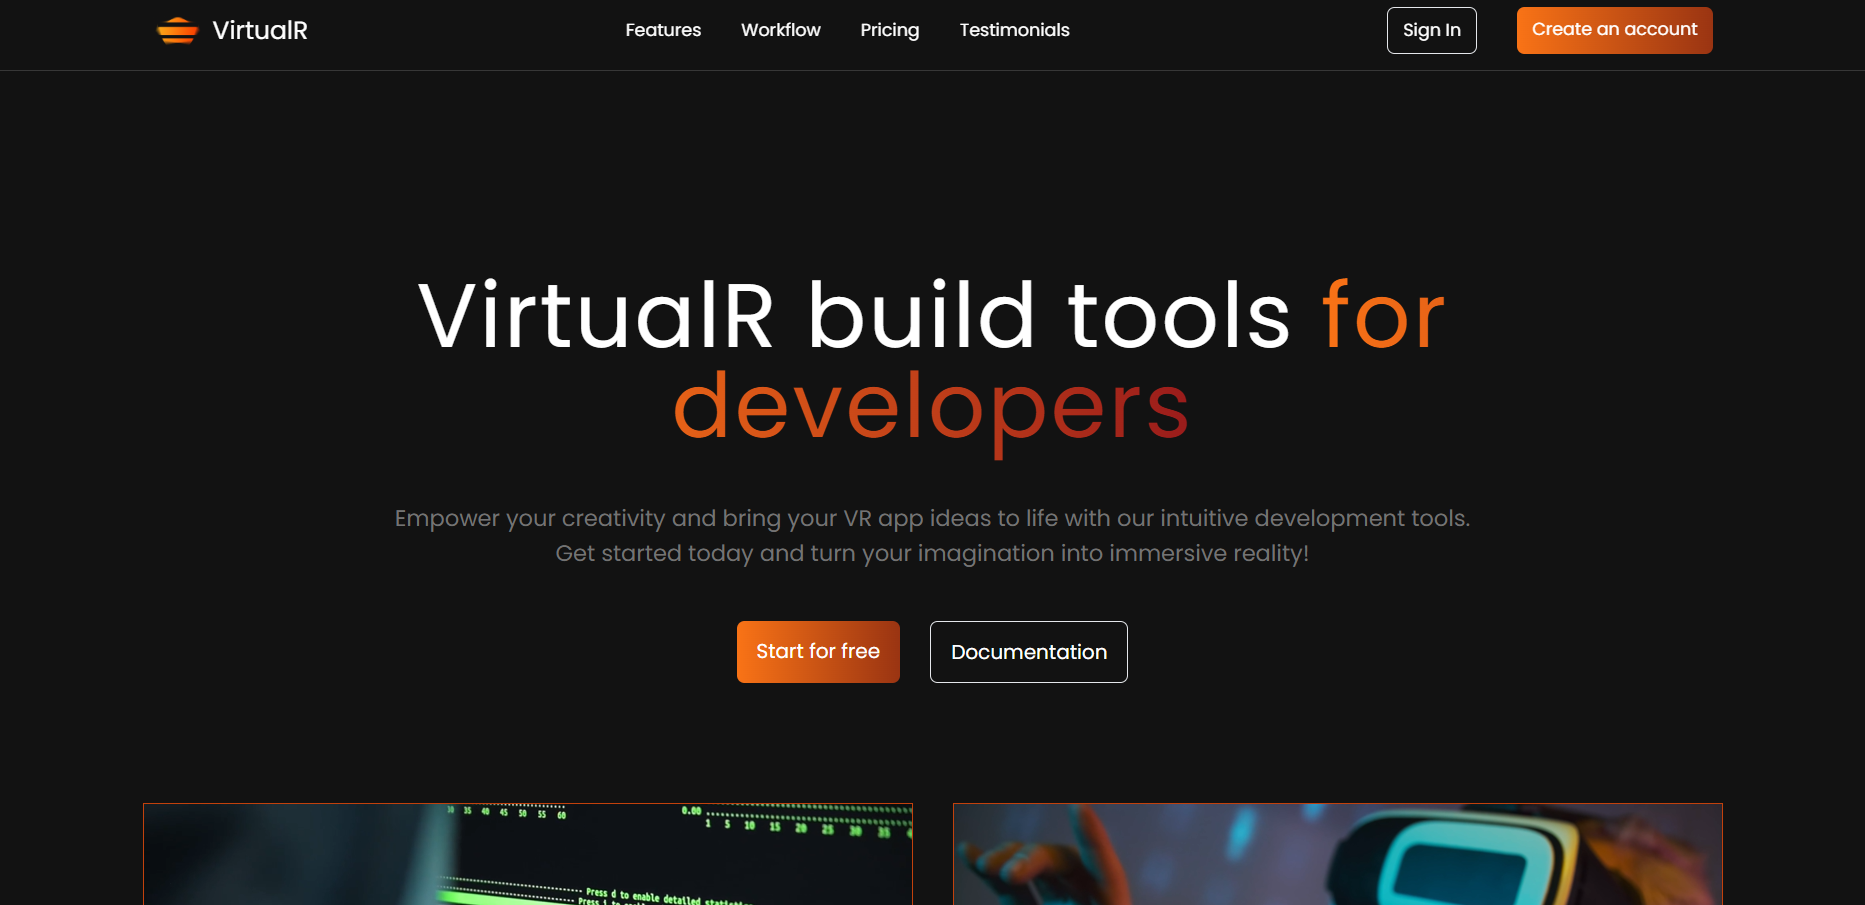 VirtualR
Features
Workflow
Pricing
Testimonials
Sign In
Create an account
VirtualR build tools for
developers
Empower your creativity and bring your VR app ideas to life with our intuitive development tools.
Get started today and turn your imagination into immersive reality!
Start for free
Documentation
35 40 45 50 55 60
0.00
1 5 10 15 20 25 30 35
Press d to enable detailed
Press